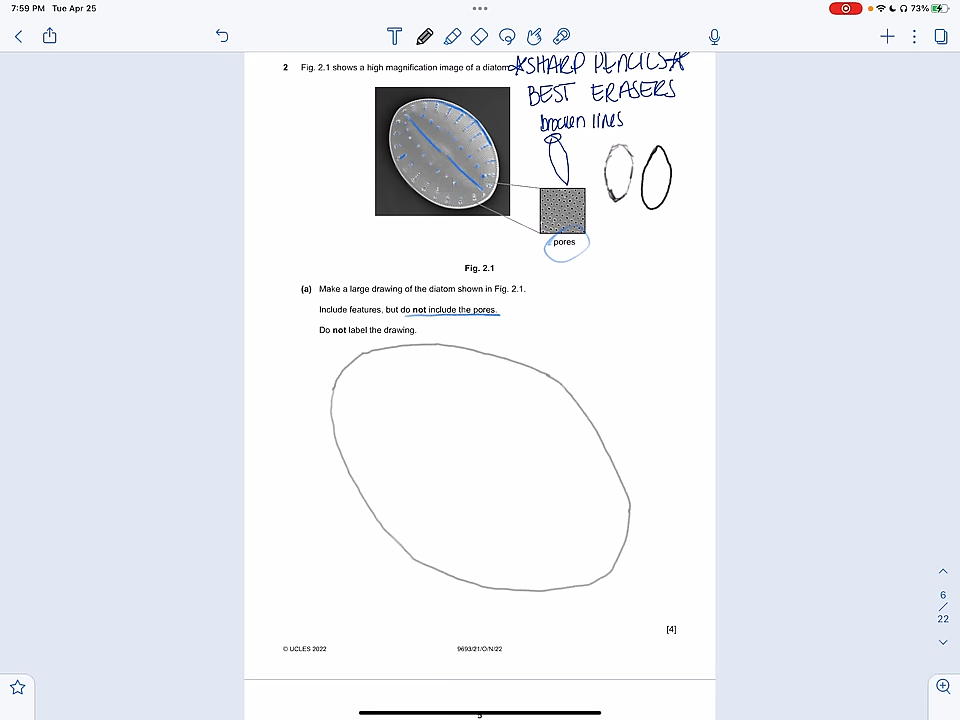 7:59 PM Tue Apr 25
73%
2 Fig. 2.1 shows a high magnification image of a diatom
☆SHARP PENCILS☆
BEST ERASERS
brocken lines
pores
Fig. 2.1
(a) Make a large drawing of the diatom shown in Fig. 2.1.
Include features, but do not include the pores.
Do not label the drawing.
[4]
© UCLES 2022
9693/21/O/N/22
6
/
22
5